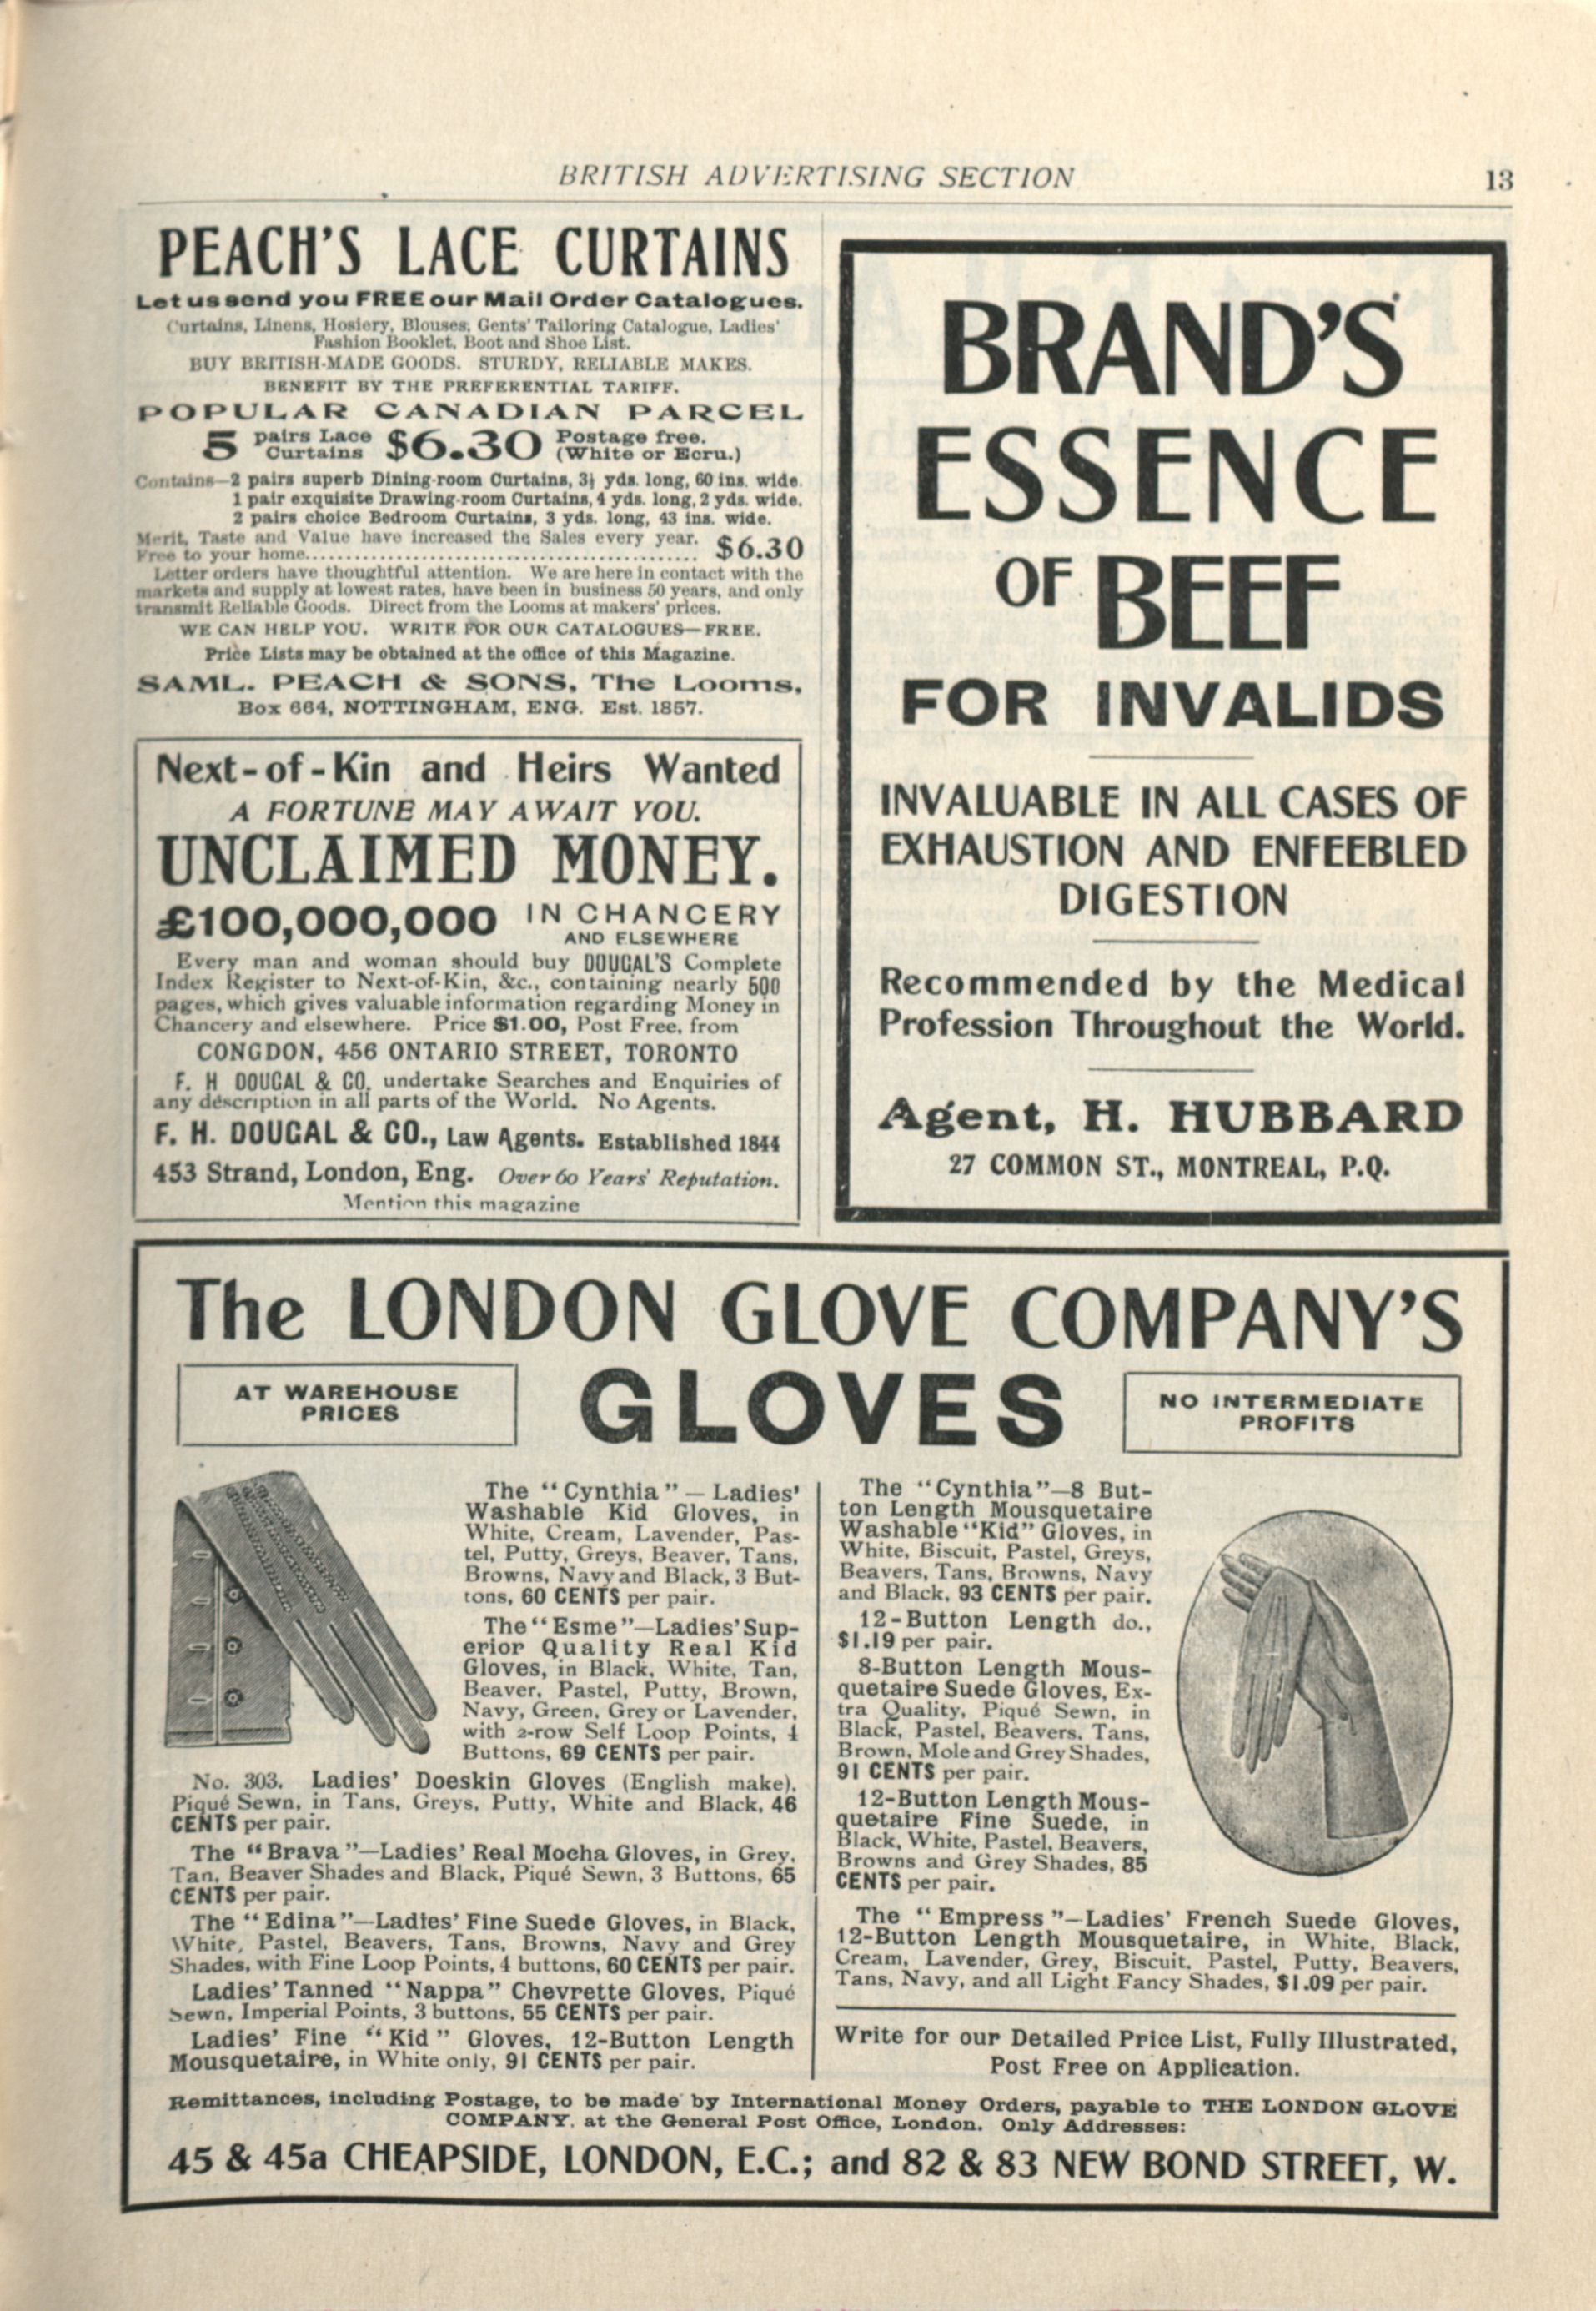 BRITISH ADVERTISING SECTION
13
PEACH'S LACE CURTAINS
Let us send you FREE our Mail Order Catalogues.
Curtains, Linens, Hosiery, Blouses, Gents' Tailoring Catalogue, Ladies'
Fashion Booklet, Boot and Shoe List.
BUY BRITISH-MADE GOODS. STURDY, RELIABLE MAKES.
BENEFIT BY THE PREFERENTIAL TARIFF.
POPULAR CANADIAN PARCEL
5 pairs Lace Curtains $6.30 Postage free. (White or Ecru.)
Contains—2 pairs superb Dining-room Curtains, 3½ yds. long, 60 ins. wide.
1 pair exquisite Drawing-room Curtains, 4 yds. long, 2 yds. wide.
2 pairs choice Bedroom Curtains, 3 yds. long, 43 ins. wide.
Merit, Taste and Value have increased the Sales every year.
Free to your home........................................ $6.30
Letter orders have thoughtful attention. We are here in contact with the
markets and supply at lowest rates, have been in business 50 years, and only
transmit Reliable Goods. Direct from the Looms at makers' prices.
WE CAN HELP YOU. WRITE FOR OUR CATALOGUES—FREE.
Price Lists may be obtained at the office of this Magazine.
SAML. PEACH & SONS, The Looms,
Box 664, NOTTINGHAM, ENG. Est. 1857.
Next-of-Kin and Heirs Wanted
A FORTUNE MAY AWAIT YOU.
UNCLAIMED MONEY.
£100,000,000 IN CHANCERY
AND ELSEWHERE
Every man and woman should buy DOUGAL'S Complete
Index Register to Next-of-Kin, &c., containing nearly 500
pages, which gives valuable information regarding Money in
Chancery and elsewhere. Price $1.00, Post Free, from
CONGDON, 456 ONTARIO STREET, TORONTO
F. H DOUGAL & CO. undertake Searches and Enquiries of
any description in all parts of the World. No Agents.
F. H. DOUGAL & CO., Law Agents. Established 1844
453 Strand, London, Eng. Over 60 Years' Reputation.
Mention this magazine
BRAND'S
ESSENCE
OF BEEF
FOR INVALIDS
INVALUABLE IN ALL CASES OF
EXHAUSTION AND ENFEEBLED
DIGESTION
Recommended by the Medical
Profession Throughout the World.
Agent, H. HUBBARD
27 COMMON ST., MONTREAL, P.Q.
The LONDON GLOVE COMPANY'S
AT WAREHOUSE
PRICES
GLOVES
NO INTERMEDIATE
PROFITS
The "Cynthia" — Ladies'
Washable Kid Gloves, in
White, Cream, Lavender, Pas-
tel, Putty, Greys, Beaver, Tans,
Browns, Navy and Black, 3 But-
tons, 60 CENTS per pair.
The "Esme"—Ladies' Sup-
erior Quality Real Kid
Gloves, in Black, White, Tan,
Beaver, Pastel, Putty, Brown,
Navy, Green, Grey or Lavender,
with 2-row Self Loop Points, 4
Buttons, 69 CENTS per pair.
No. 303. Ladies' Doeskin Gloves (English make),
Piqué Sewn, in Tans, Greys, Putty, White and Black, 46
CENTS per pair.
The "Brava"—Ladies' Real Mocha Gloves, in Grey,
Tan, Beaver Shades and Black, Piqué Sewn, 3 Buttons, 65
CENTS per pair.
The "Edina"—Ladies' Fine Suede Gloves, in Black,
White, Pastel, Beavers, Tans, Browns, Navy and Grey
Shades, with Fine Loop Points, 4 buttons, 60 CENTS per pair.
Ladies' Tanned "Nappa" Chevrette Gloves, Piqué
Sewn, Imperial Points, 3 buttons, 55 CENTS per pair.
Ladies' Fine "Kid" Gloves, 12-Button Length
Mousquetaire, in White only, 91 CENTS per pair.
The "Cynthia"—8 But-
ton Length Mousquetaire
Washable "Kid" Gloves, in
White, Biscuit, Pastel, Greys,
Beavers, Tans, Browns, Navy
and Black, 93 CENTS per pair.
12-Button Length do.,
$1.19 per pair.
8-Button Length Mous-
quetaire Suede Gloves, Ex-
tra Quality, Piqué Sewn, in
Black, Pastel, Beavers, Tans,
Brown, Mole and Grey Shades,
91 CENTS per pair.
12-Button Length Mous-
quetaire Fine Suede, in
Black, White, Pastel, Beavers,
Browns and Grey Shades, 85
CENTS per pair.
The "Empress"—Ladies' French Suede Gloves,
12-Button Length Mousquetaire, in White, Black,
Cream, Lavender, Grey, Biscuit, Pastel, Putty, Beavers,
Tans, Navy, and all Light Fancy Shades, $1.09 per pair.
Write for our Detailed Price List, Fully Illustrated,
Post Free on Application.
Remittances, including Postage, to be made by International Money Orders, payable to THE LONDON GLOVE
COMPANY, at the General Post Office, London. Only Addresses:
45 & 45a CHEAPSIDE, LONDON, E.C.; and 82 & 83 NEW BOND STREET, W.